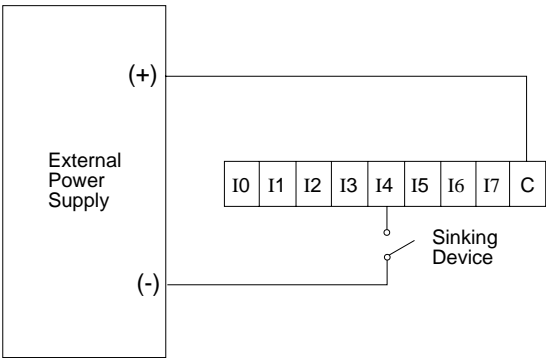 (+)
External
Power
Supply
I0 I1 I2 I3 I4 I5 I6 I7 C
Sinking
Device
(-)